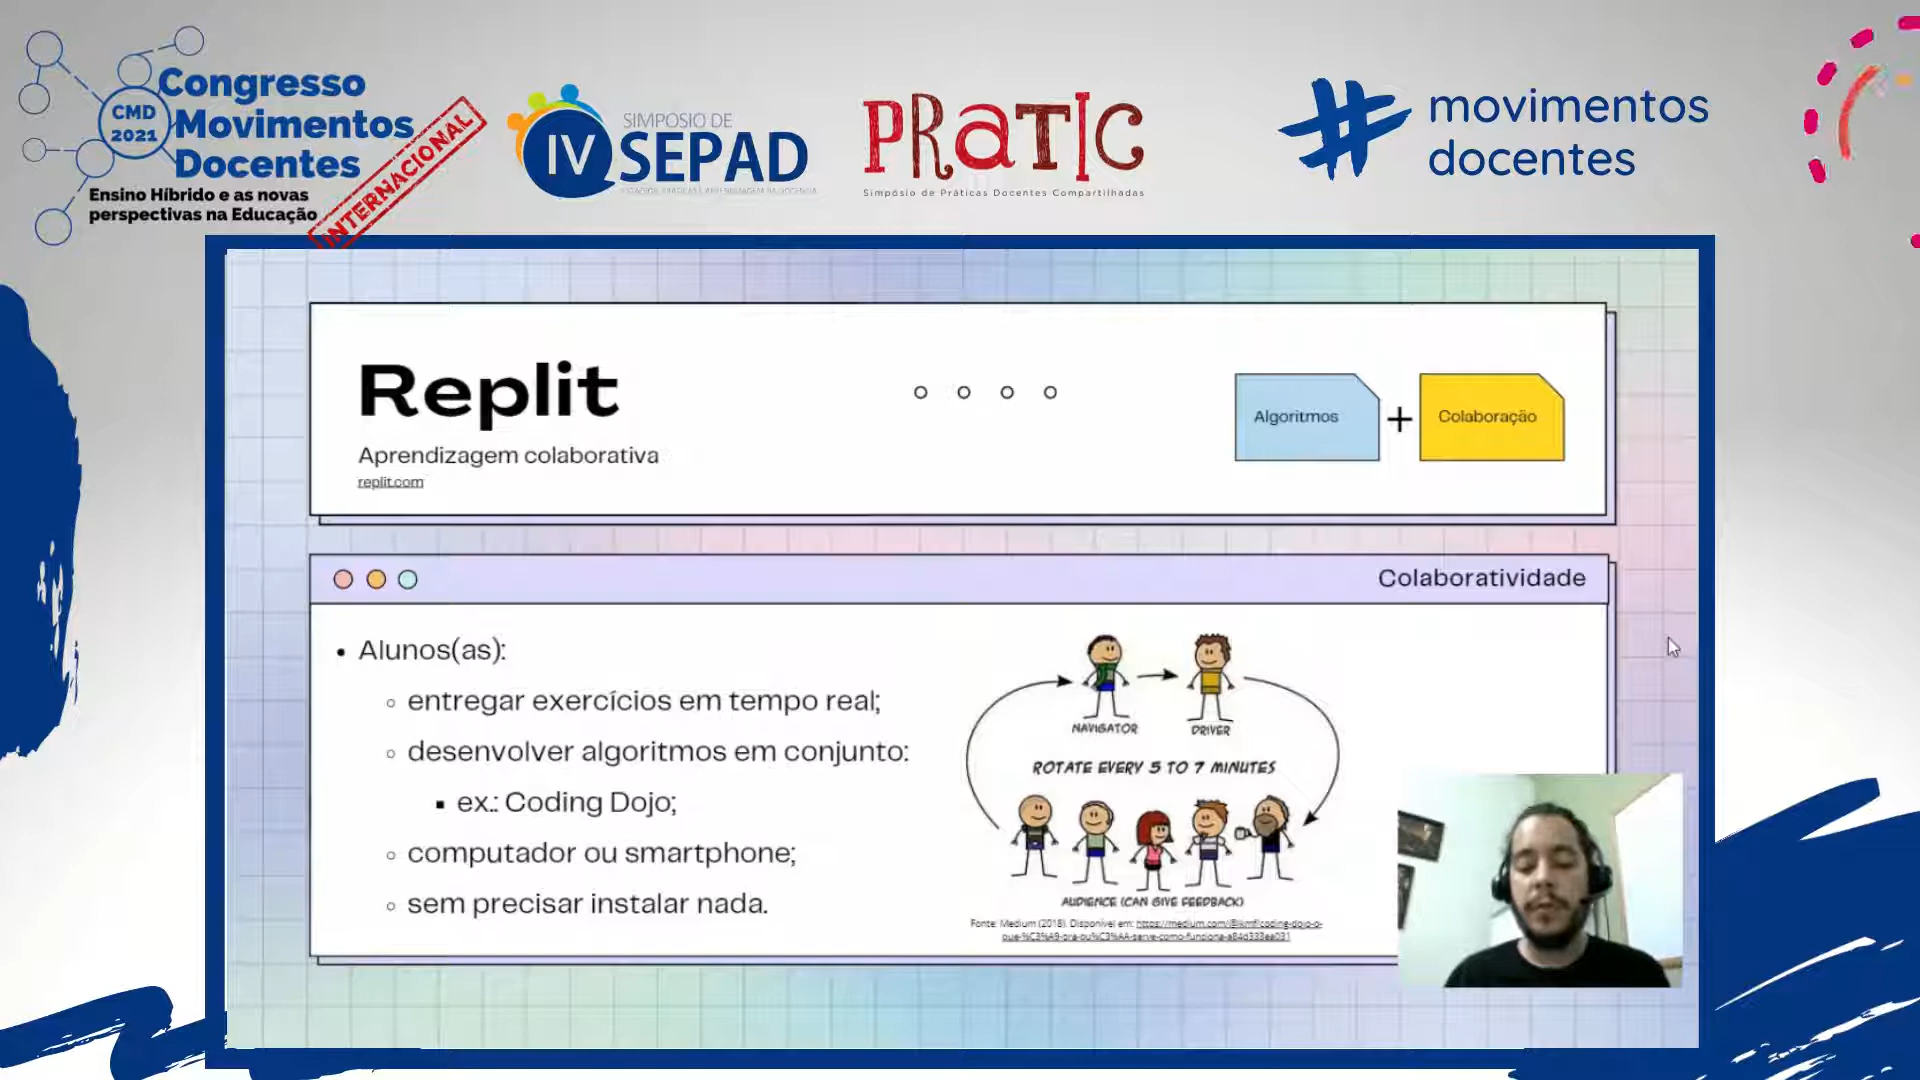 Congresso
CMD
2021
Movimentos
Docentes
Ensino Híbrido e as novas
perspectivas na Educação
INTERNACIONAL
IV
SIMPÓSIO DE
SEPAD
PRATIC
Simpósio de Práticas Docentes Compartilhadas
# movimentos
docentes
Replit
Aprendizagem colaborativa
replit.com
Algoritmos
+
Colaboração
Colaboratividade
• Alunos(as):
entregar exercícios em tempo real;
desenvolver algoritmos em conjunto:
ex.: Coding Dojo;
computador ou smartphone;
sem precisar instalar nada.
NAVIGATOR
DRIVER
ROTATE EVERY 5 TO 7 MINUTES
AUDIENCE (CAN GIVE FEEDBACK)
Fonte: Medium (2018). Disponível em: